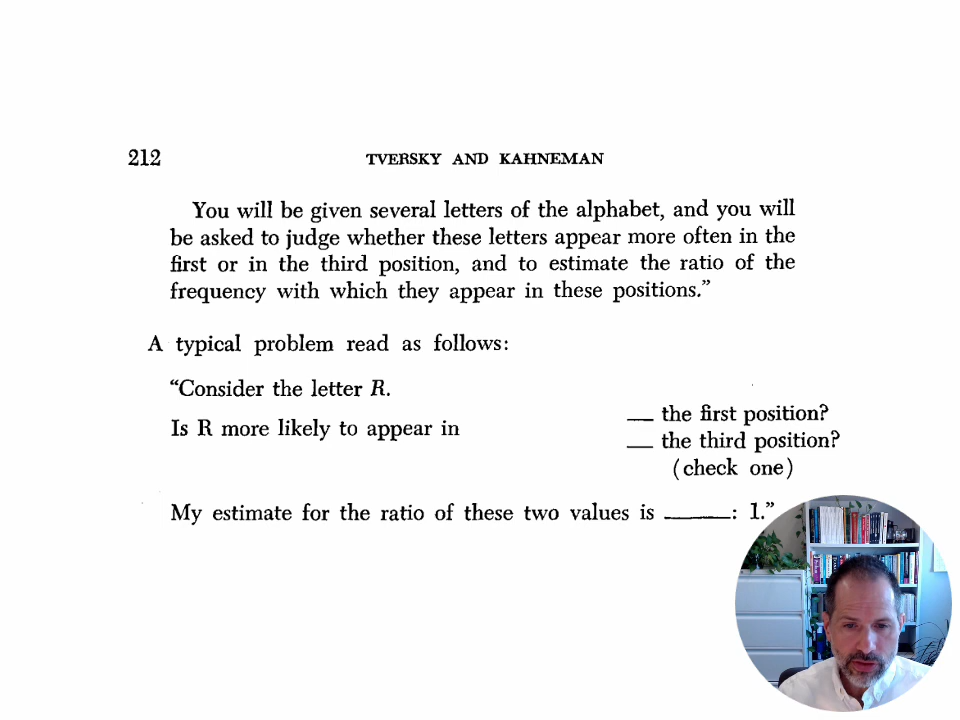 212 TVERSKY AND KAHNEMAN
You will be given several letters of the alphabet, and you will
be asked to judge whether these letters appear more often in the
first or in the third position, and to estimate the ratio of the
frequency with which they appear in these positions.”
A typical problem read as follows:
“Consider the letter R.
Is R more likely to appear in
__ the first position?
__ the third position?
(check one)
My estimate for the ratio of these two values is _____: 1.”